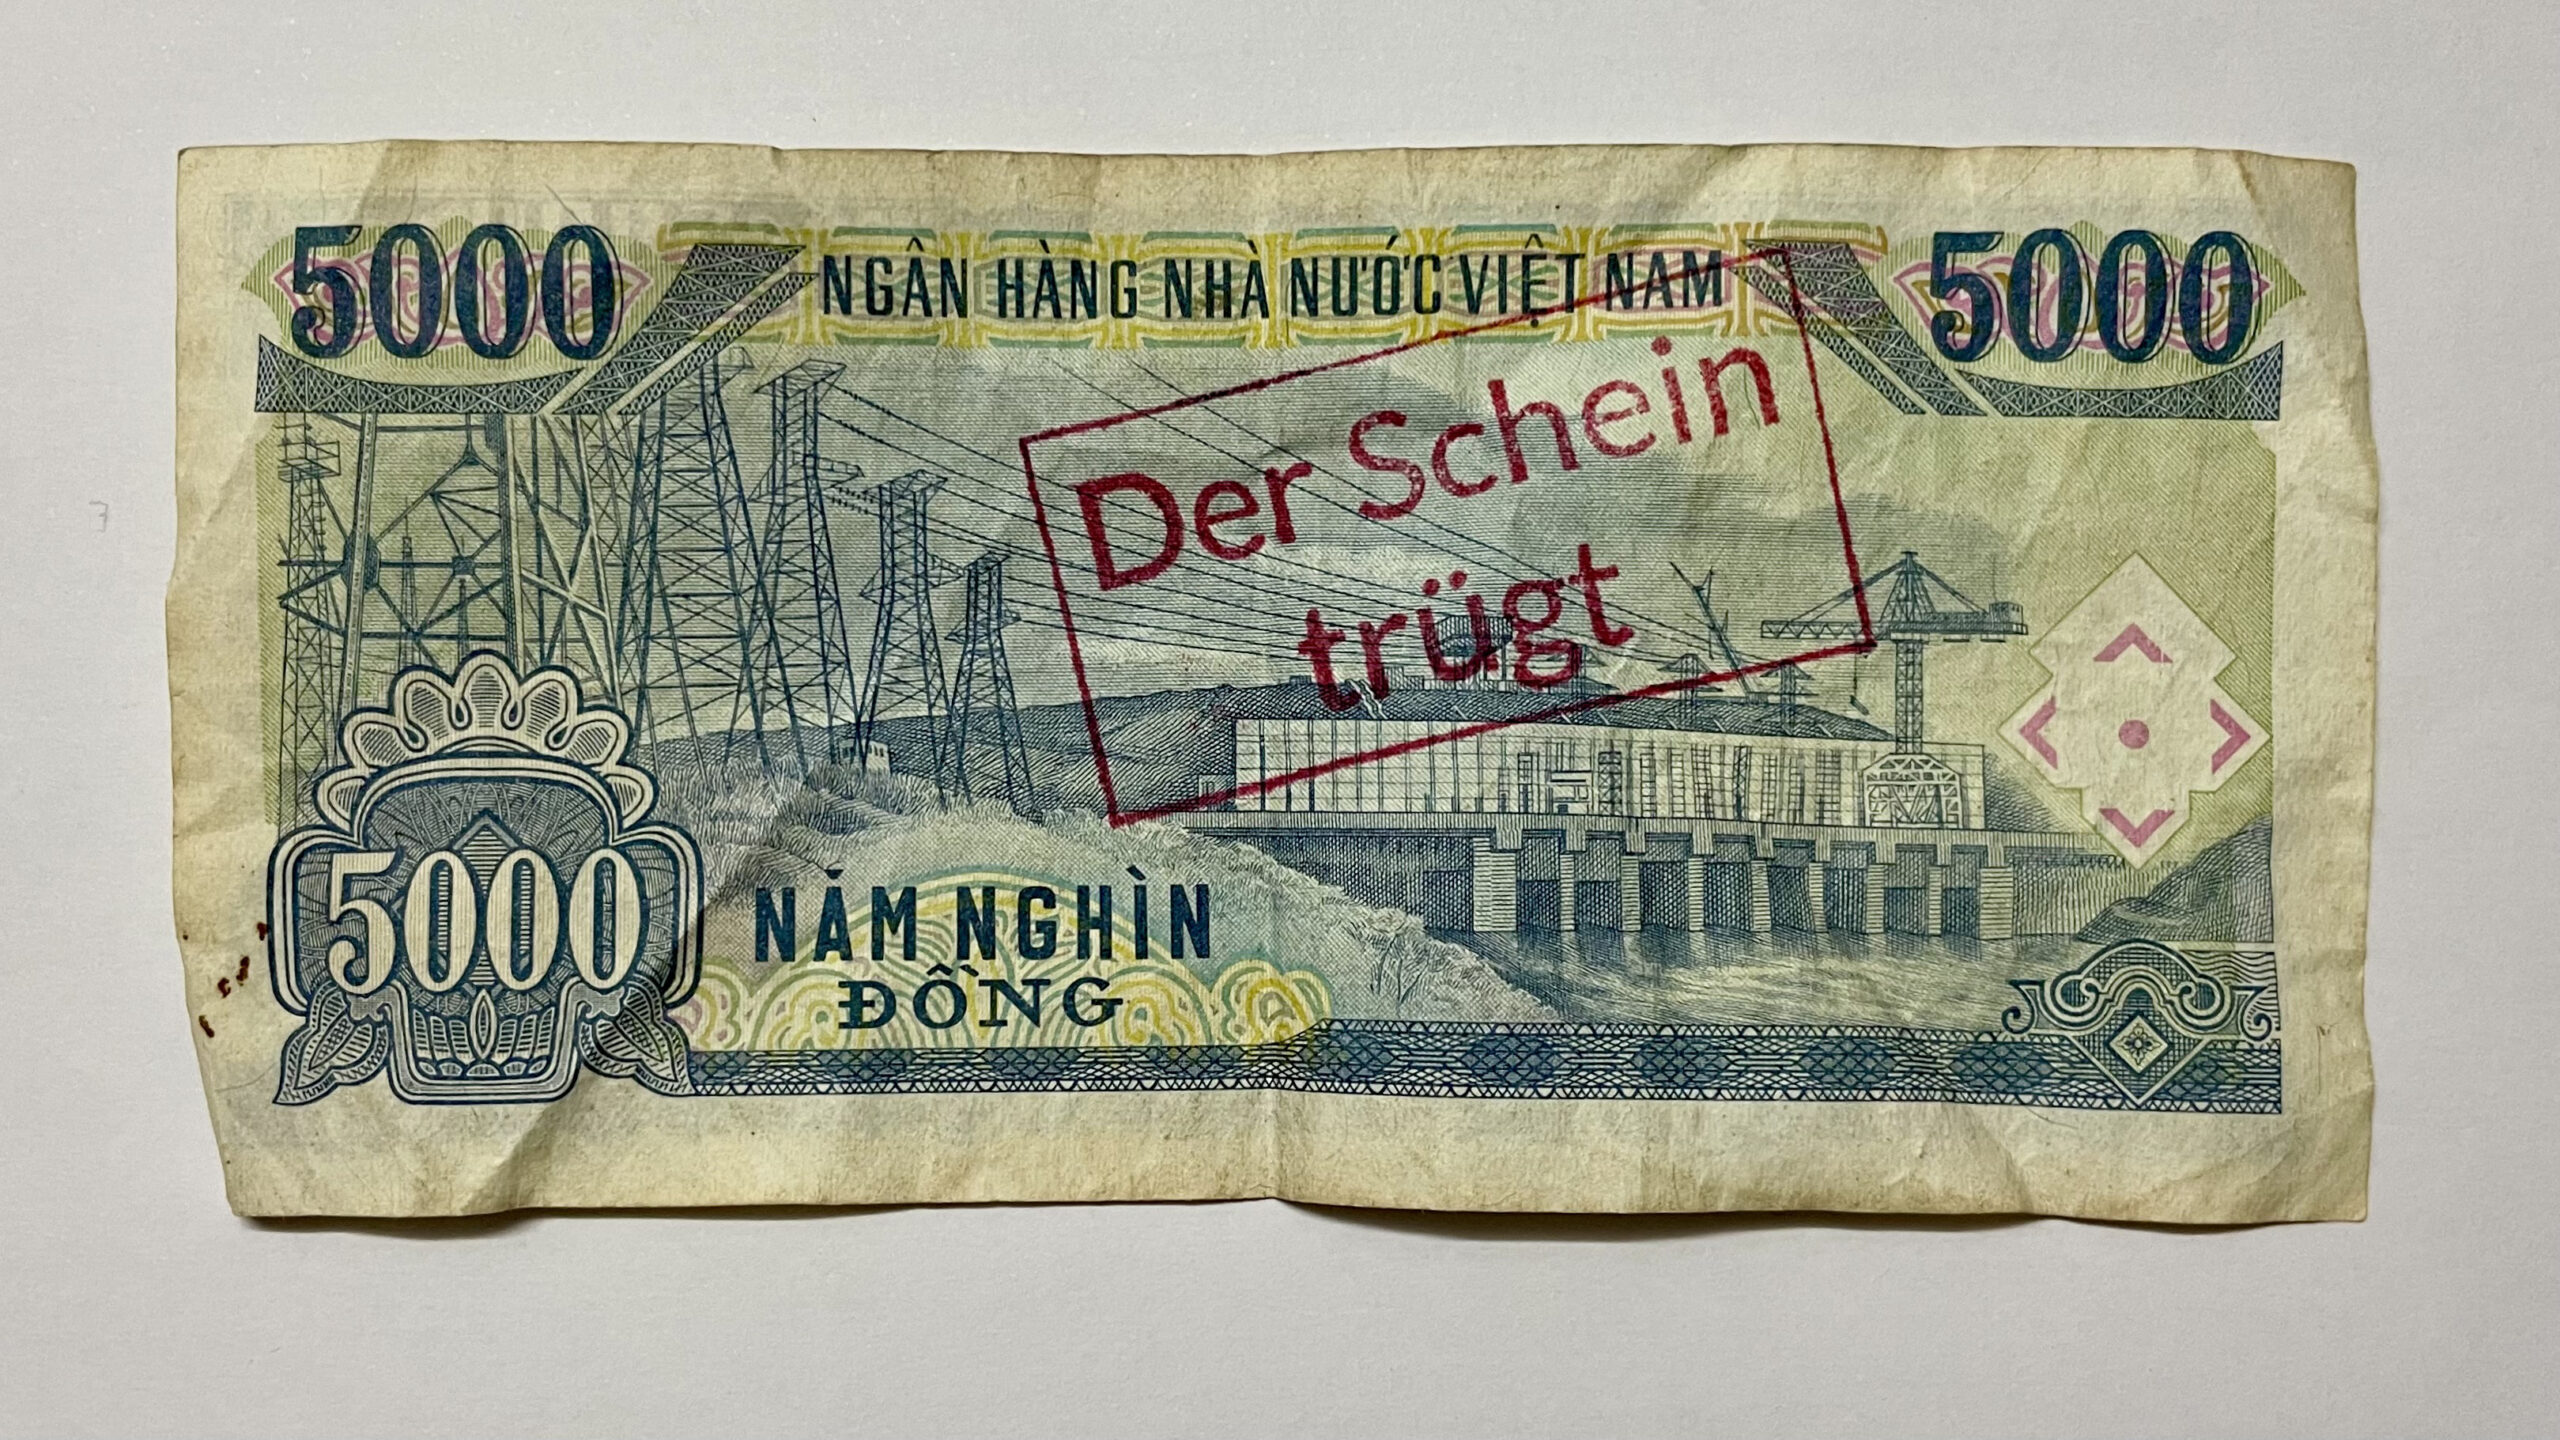 5000
NGÂN HÀNG NHÀ NƯỚC VIỆT NAM
5000
Der Schein
trügt
5000
NĂM NGHÌN
ĐỒNG